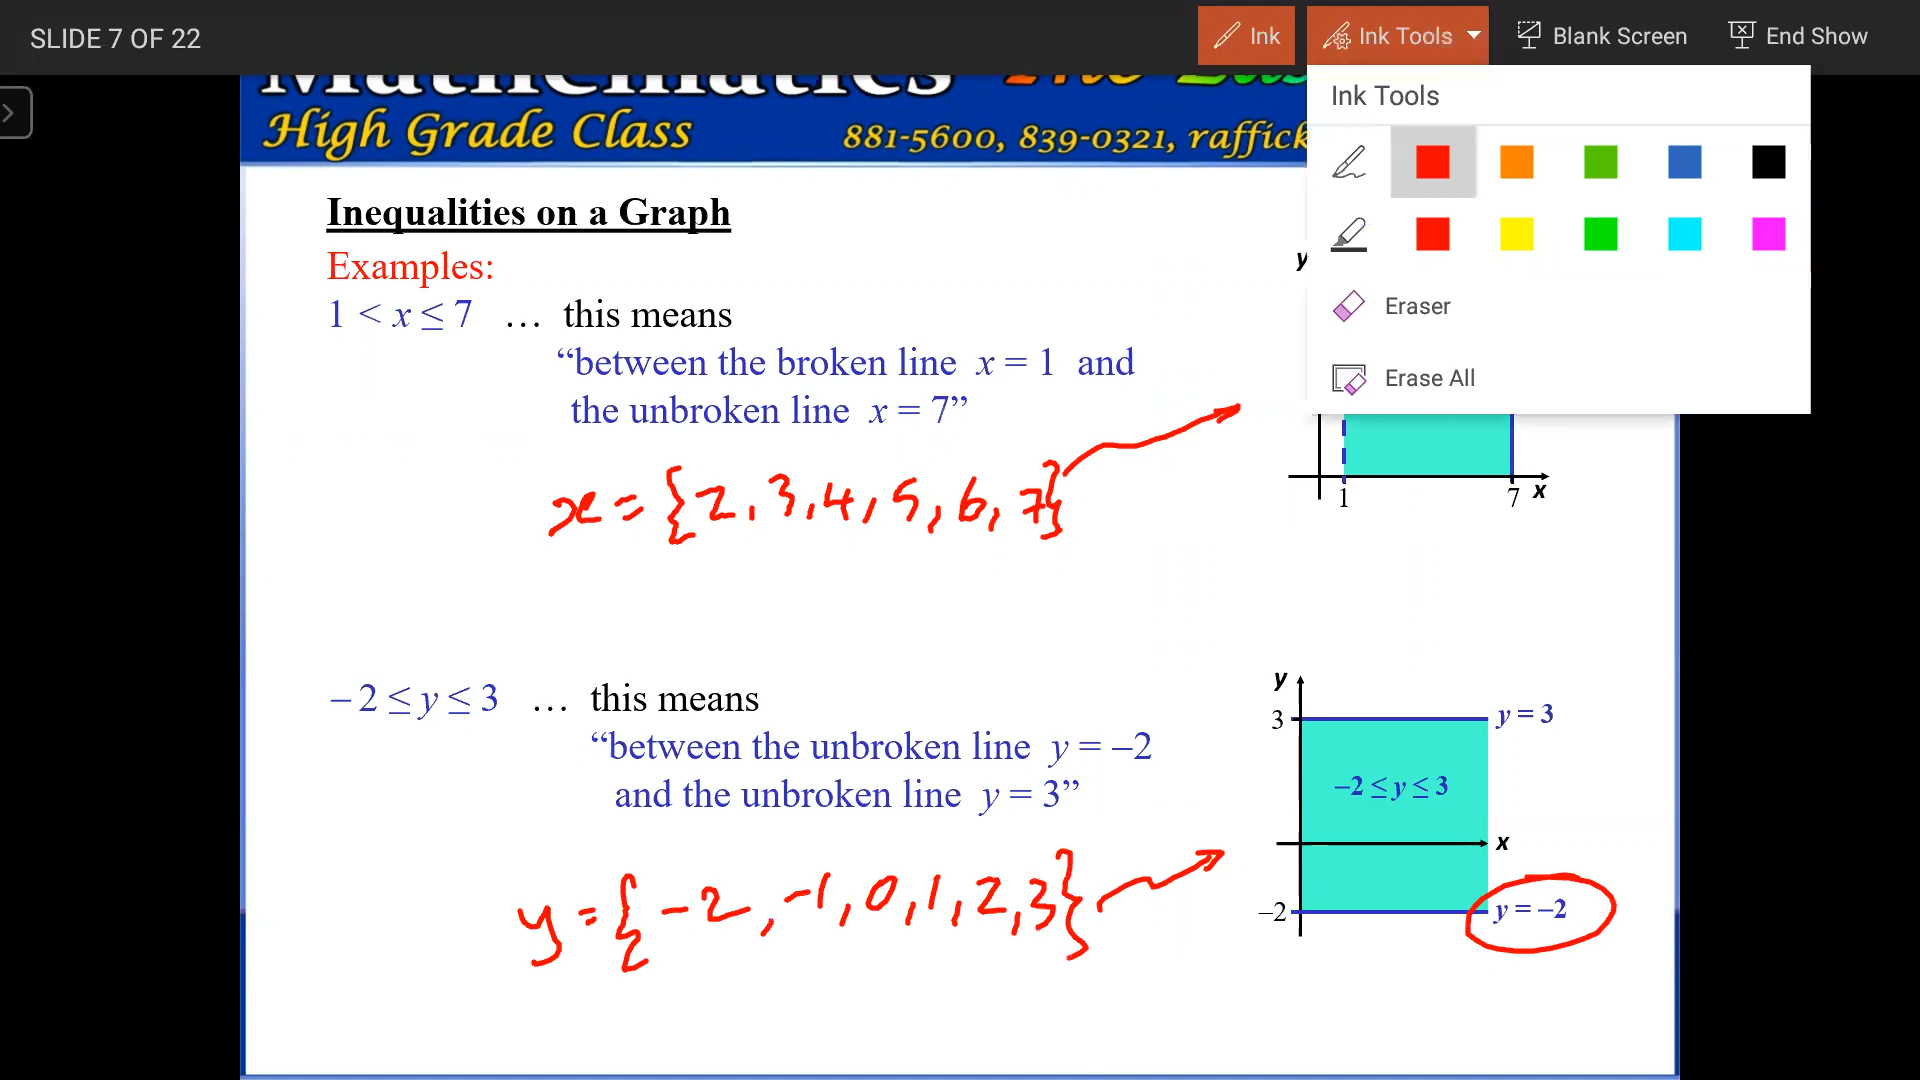 SLIDE 7 OF 22
Ink
Ink Tools
Blank Screen
End Show
Ink Tools
Eraser
Erase All
Mathematics
High Grade Class
881-5600, 839-0321, raffick
Inequalities on a Graph
Examples:
1 < x ≤ 7 … this means
“between the broken line x = 1 and
the unbroken line x = 7”
x = {2, 3, 4, 5, 6, 7}
y
1
7
x
– 2 ≤ y ≤ 3 … this means
“between the unbroken line y = –2
and the unbroken line y = 3”
y = {-2, -1, 0, 1, 2, 3}
y
3
y = 3
–2 ≤ y ≤ 3
x
–2
y = –2